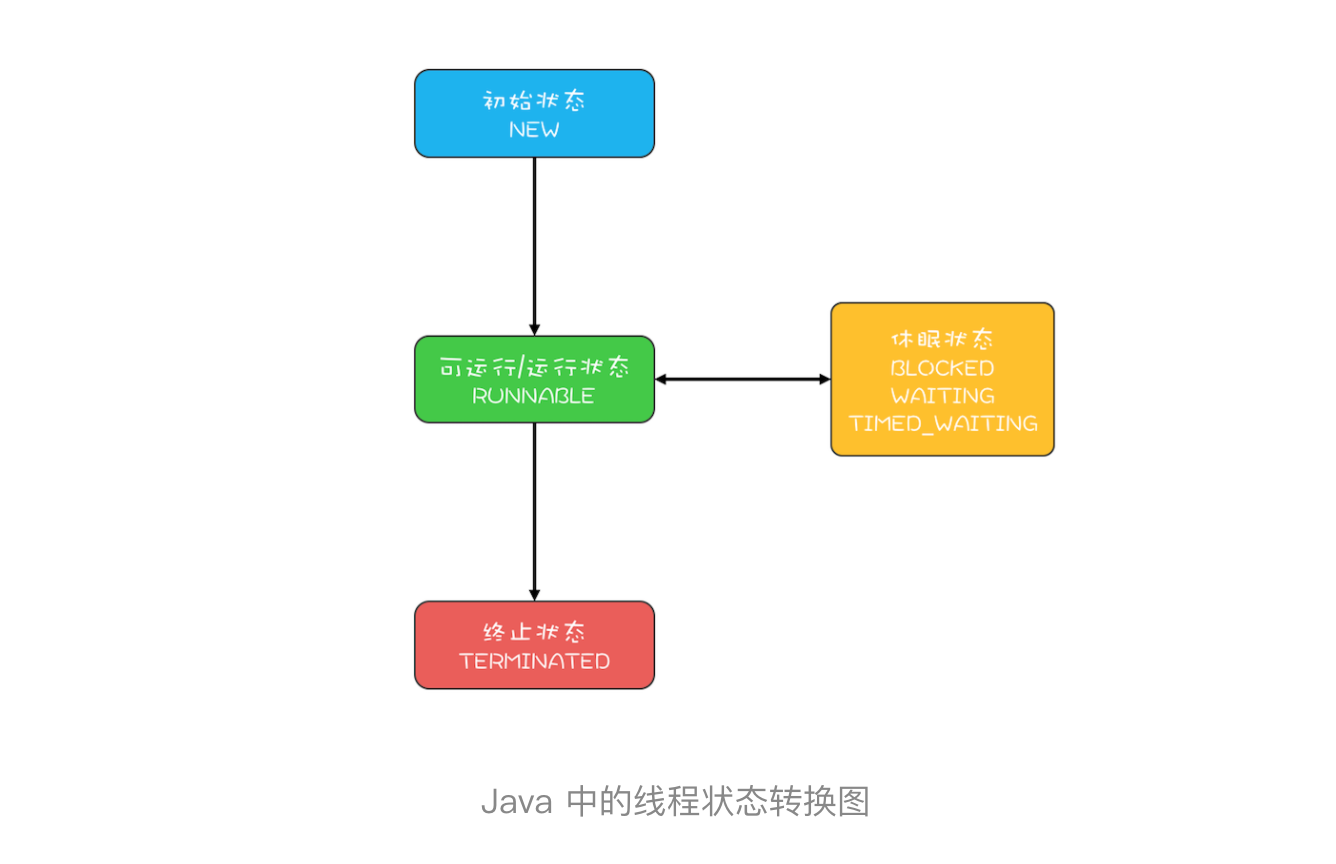 初始状态
NEW
可运行/运行状态
RUNNABLE
休眠状态
BLOCKED
WAITING
TIMED_WAITING
终止状态
TERMINATED
Java 中的线程状态转换图